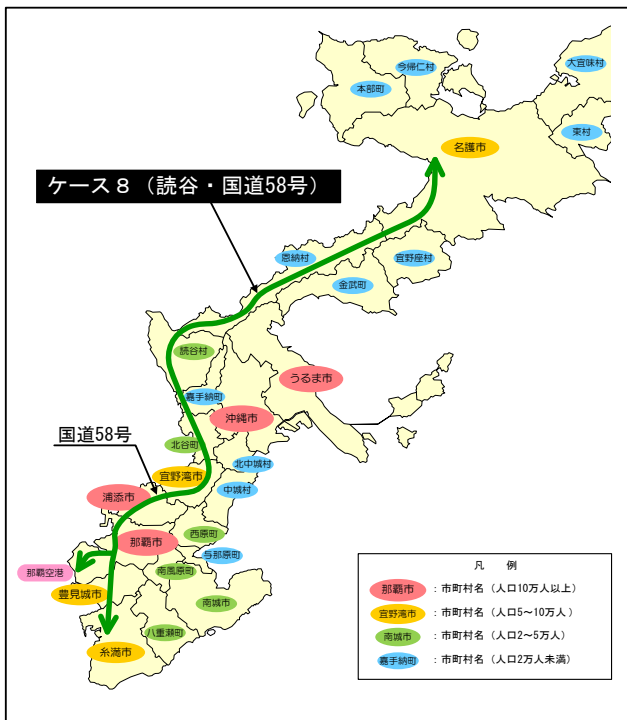 今帰仁村
大宜味村
本部町
東村
名護市
ケース8（読谷・国道58号）
恩納村
宜野座村
金武町
読谷村
うるま市
嘉手納町
沖縄市
国道58号
北谷町
北中城村
宜野湾市
中城村
浦添市
西原町
那覇市
与那原町
那覇空港
南風原町
豊見城市
南城市
八重瀬町
糸満市
凡　例
那覇市 ：市町村名（人口10万人以上）
宜野湾市 ：市町村名（人口5～10万人）
南城市 ：市町村名（人口2～5万人）
嘉手納町 ：市町村名（人口2万人未満）